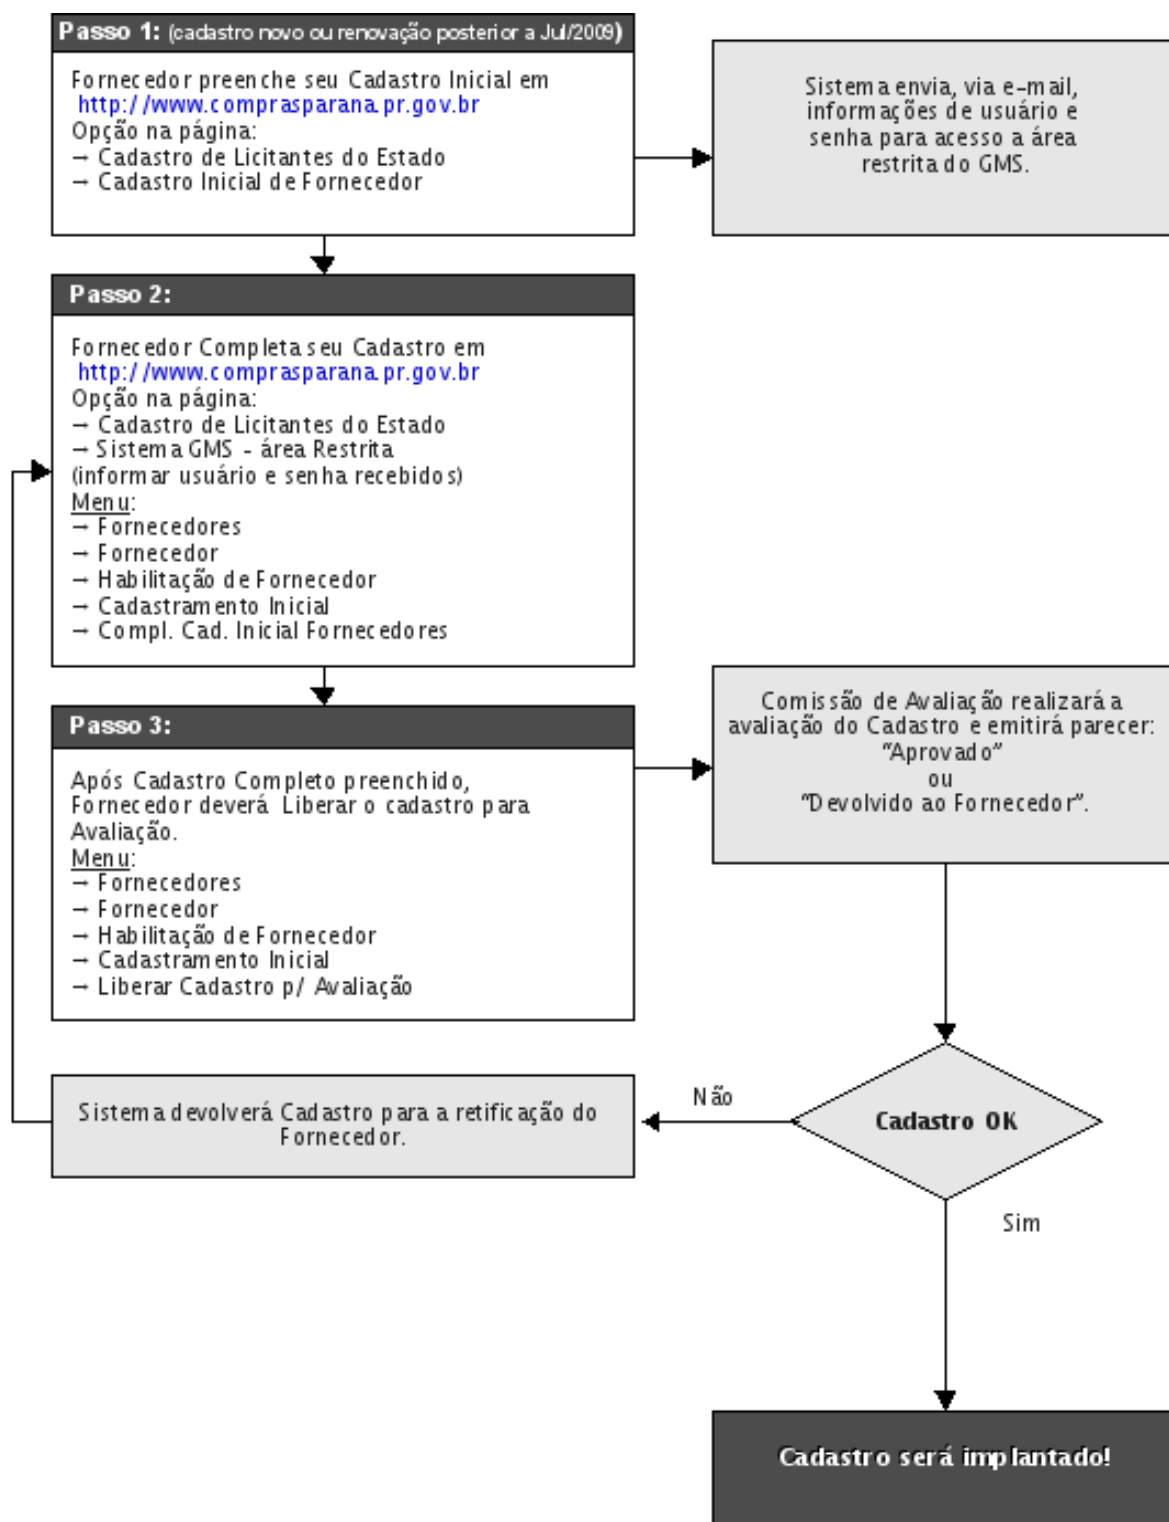 Passo 1: (cadastro novo ou renovação posterior a Jul/2009)
Fornecedor preenche seu Cadastro Inicial em
http://www.comprasparana.pr.gov.br
Opção na página:
→ Cadastro de Licitantes do Estado
→ Cadastro Inicial de Fornecedor
Sistema envia, via e-mail,
informações de usuário e
senha para acesso a área
restrita do GMS.
Passo 2:
Fornecedor Completa seu Cadastro em
http://www.comprasparana.pr.gov.br
Opção na página:
→ Cadastro de Licitantes do Estado
→ Sistema GMS - área Restrita
(informar usuário e senha recebidos)
Menu:
→ Fornecedores
→ Fornecedor
→ Habilitação de Fornecedor
→ Cadastramento Inicial
→ Compl. Cad. Inicial Fornecedores
Passo 3:
Após Cadastro Completo preenchido,
Fornecedor deverá Liberar o cadastro para
Avaliação.
Menu:
→ Fornecedores
→ Fornecedor
→ Habilitação de Fornecedor
→ Cadastramento Inicial
→ Liberar Cadastro p/ Avaliação
Comissão de Avaliação realizará a
avaliação do Cadastro e emitirá parecer:
“Aprovado”
ou
“Devolvido ao Fornecedor”.
Cadastro OK
Não
Sistema devolverá Cadastro para a retificação do
Fornecedor.
Sim
Cadastro será implantado!